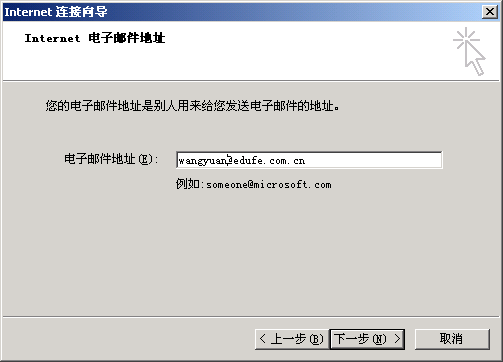 Internet 连接向导
Internet 电子邮件地址
您的电子邮件地址是别人用来给您发送电子邮件的地址。
电子邮件地址(E):
wangyuan@edufe.com.cn
例如:someone@microsoft.com
< 上一步(B)
下一步(N) >
取消